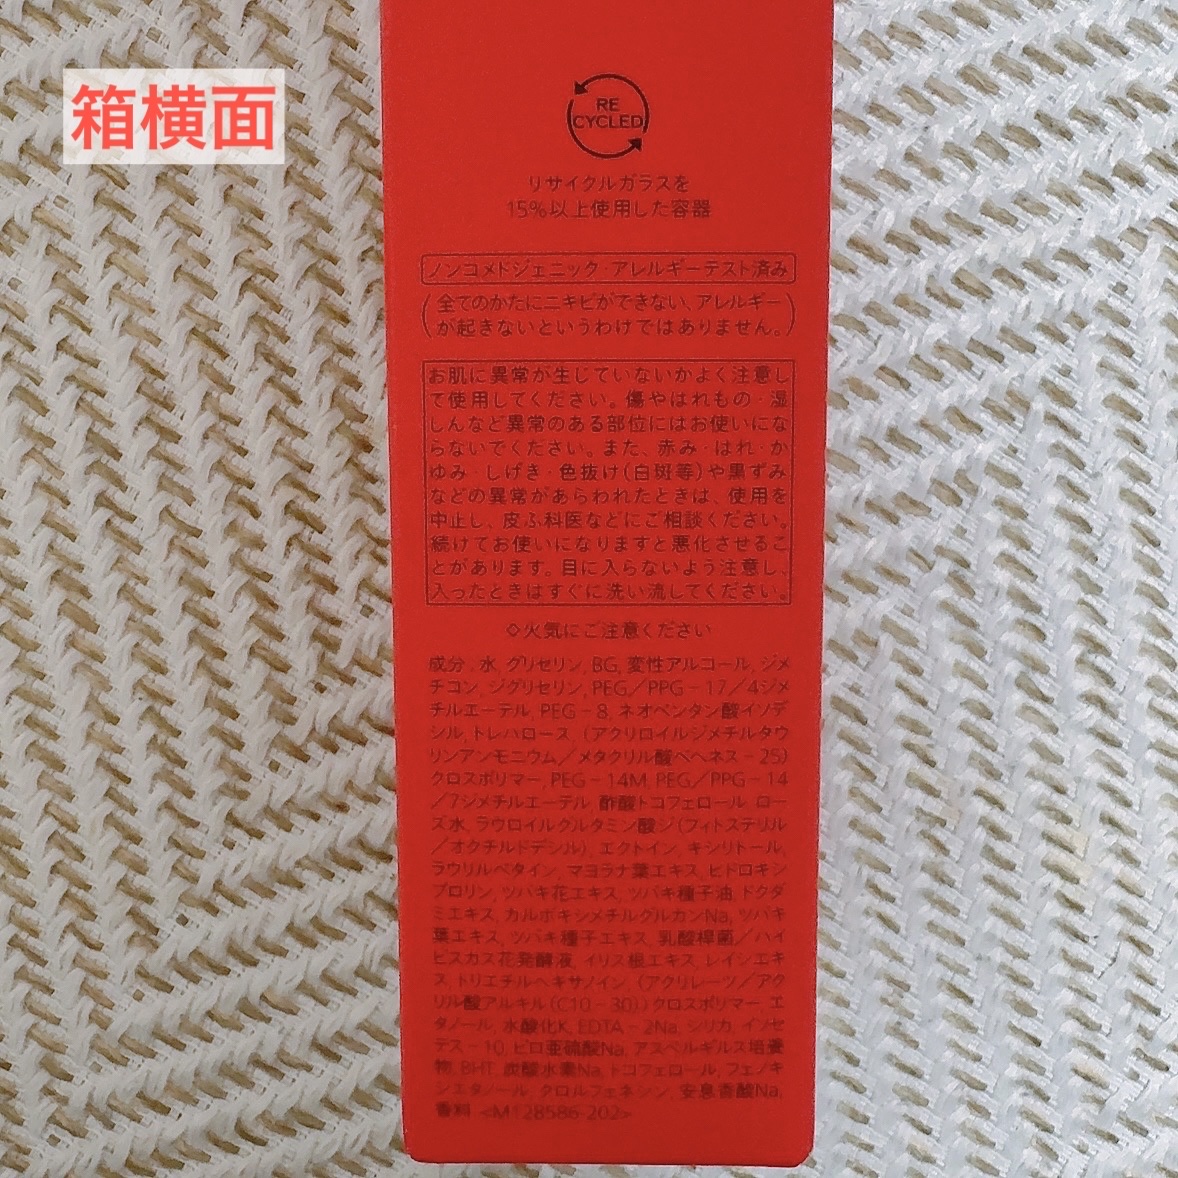 箱横面
RE
CYCLED
リサイクルガラスを
15%以上使用した容器
ノンコメドジェニック・アレルギーテスト済み
(全てのかたにニキビができない、アレルギー
が起きないというわけではありません。)
お肌に異常が生じていないかよく注意し
て使用してください。傷やはれもの・湿
しんなど異常のある部位にはお使いにな
らないでください。また、赤み・はれ・か
ゆみ・しげき・色抜け(白斑等)や黒ずみ
などの異常があらわれたときは、使用を
中止し、皮ふ科医などにご相談ください。
続けてお使いになりますと悪化させるこ
とがあります。目に入らないよう注意し、
入ったときはすぐに洗い流してください。
◇火気にご注意ください
成分:水, グリセリン, BG, 変性アルコール, ジメ
チコン, ジグリセリン, PEG/PPG-17/4ジメ
チルエーテル, PEG-8, ネオペンタン酸イソデ
シル, トレハロース, (アクリロイルジメチルタウ
リンアンモニウム/メタクリル酸ベヘネス-25)
クロスポリマー, PEG-14M, PEG/PPG-14
/7ジメチルエーテル, 酢酸トコフェロール, ロー
ズ水, ラウロイルグルタミン酸ジ(フィトステリル
/オクチルドデシル), エクトイン, キシリトール,
ラウリルベタイン, マヨラナ葉エキス, ヒドロキシ
プロリン, ツバキ花エキス, ツバキ種子油, ドクダ
ミエキス, カルボキシメチルグルカンNa, ツバキ
葉エキス, ツバキ種子エキス, 乳酸桿菌/ハイ
ビスカス花発酵液, イリス根エキス, レイシエキ
ス, トリエチルヘキサノイン, (アクリレーツ/アク
リル酸アルキル(C10-30))クロスポリマー, エ
タノール, 水酸化K, EDTA-2Na, シリカ, イソセ
テス-10, ピロ亜硫酸Na, アスペルギルス培養
物, BHT, 炭酸水素Na, トコフェロール, フェノキ
シエタノール, クロルフェネシン, 安息香酸Na,
香料 <M128586-202>